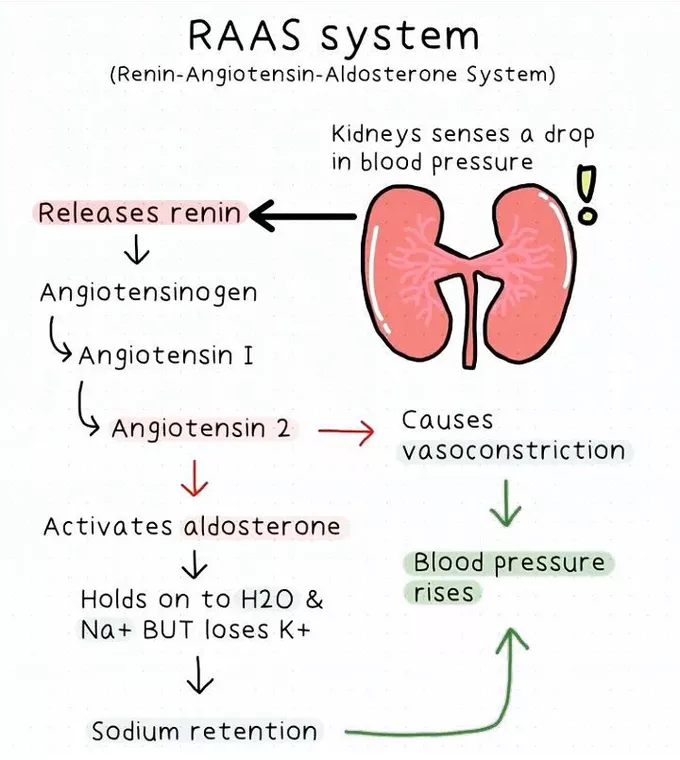 RAAS system
(Renin-Angiotensin-Aldosterone System)
Kidneys senses a drop
in blood pressure
Releases renin
Angiotensinogen
Angiotensin I
Angiotensin 2
Causes
vasoconstriction
Activates aldosterone
Blood pressure
rises
Holds on to H2O &
Na+ BUT loses K+
Sodium retention